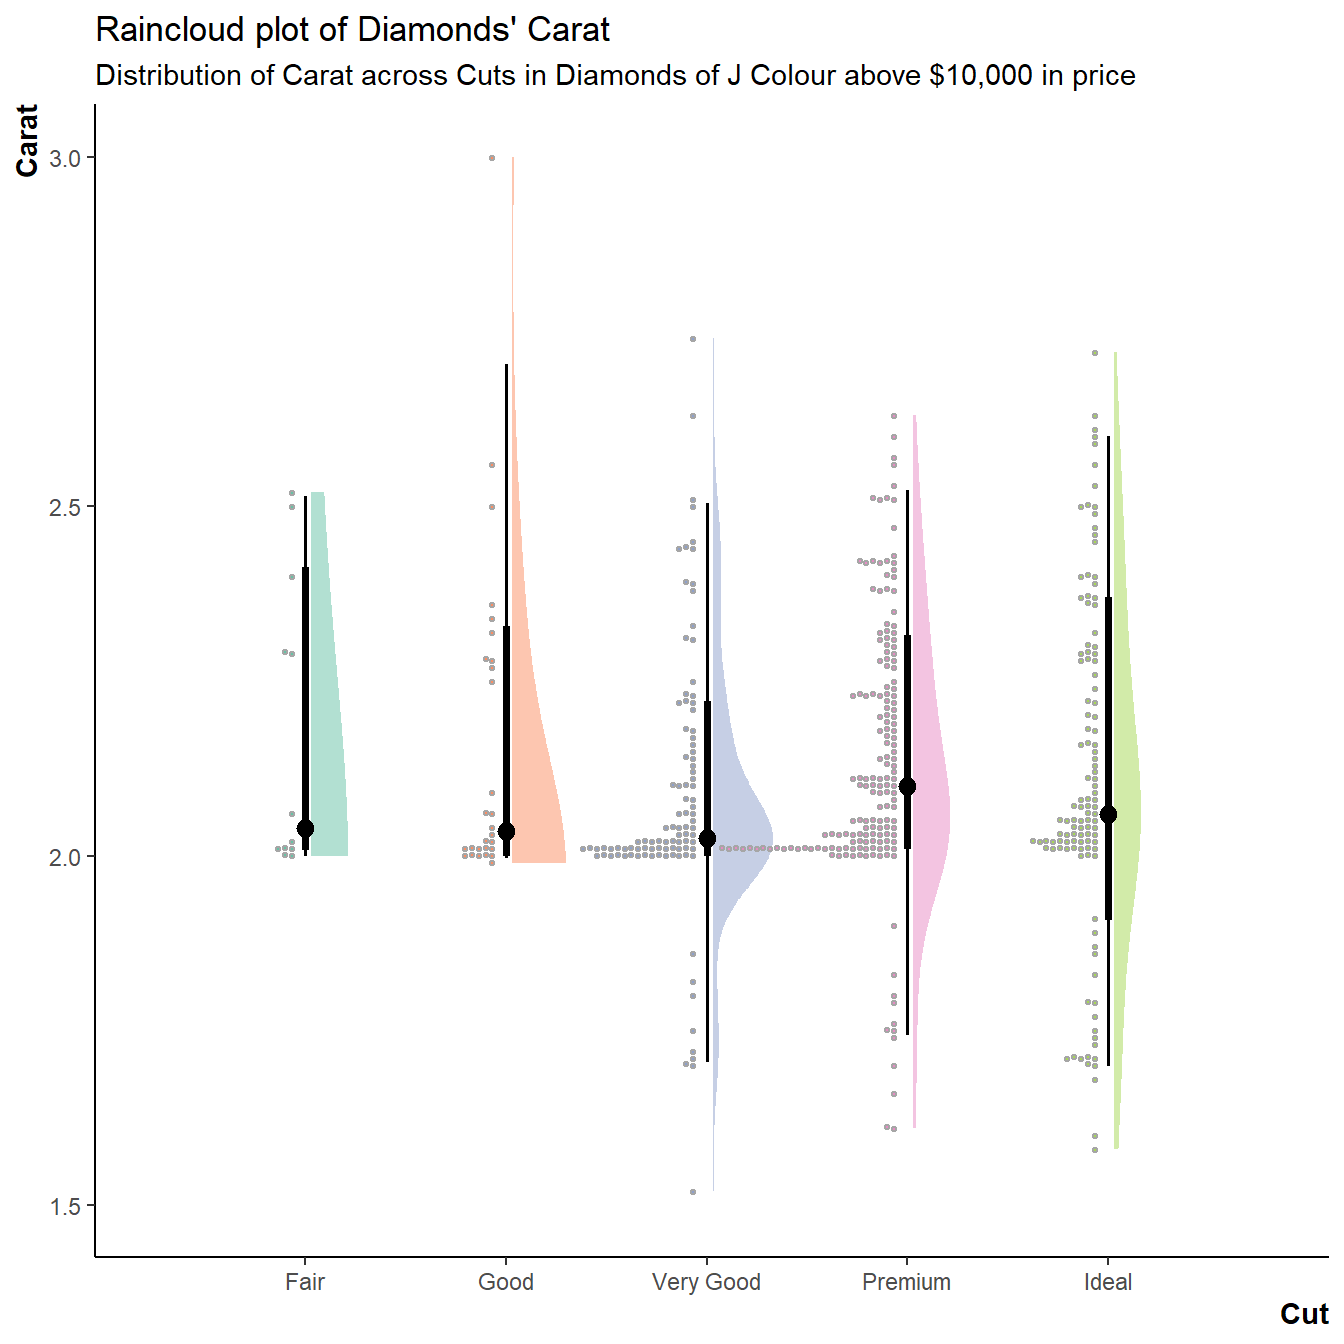 Raincloud plot of Diamonds' Carat
Distribution of Carat across Cuts in Diamonds of J Colour above $10,000 in price
Carat
3.0
2.5
2.0
1.5
Fair Good Very Good Premium Ideal
Cut